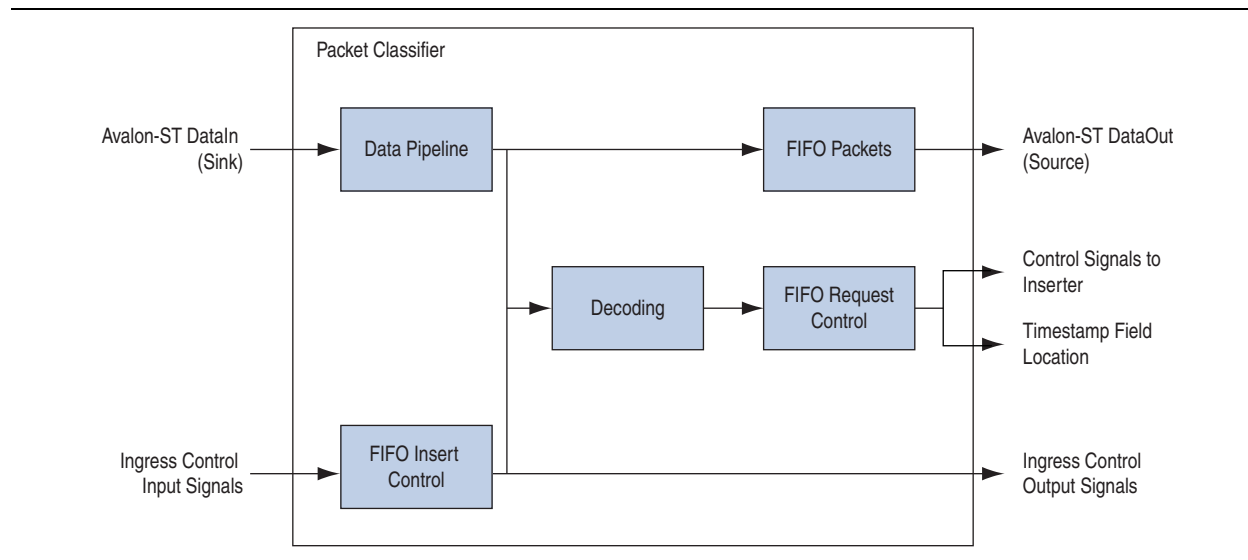 Packet Classifier
Avalon-ST DataIn
(Sink)
Data Pipeline
FIFO Packets
Avalon-ST DataOut
(Source)
Decoding
FIFO Request
Control
Control Signals to
Inserter
Timestamp Field
Location
Ingress Control
Input Signals
FIFO Insert
Control
Ingress Control
Output Signals